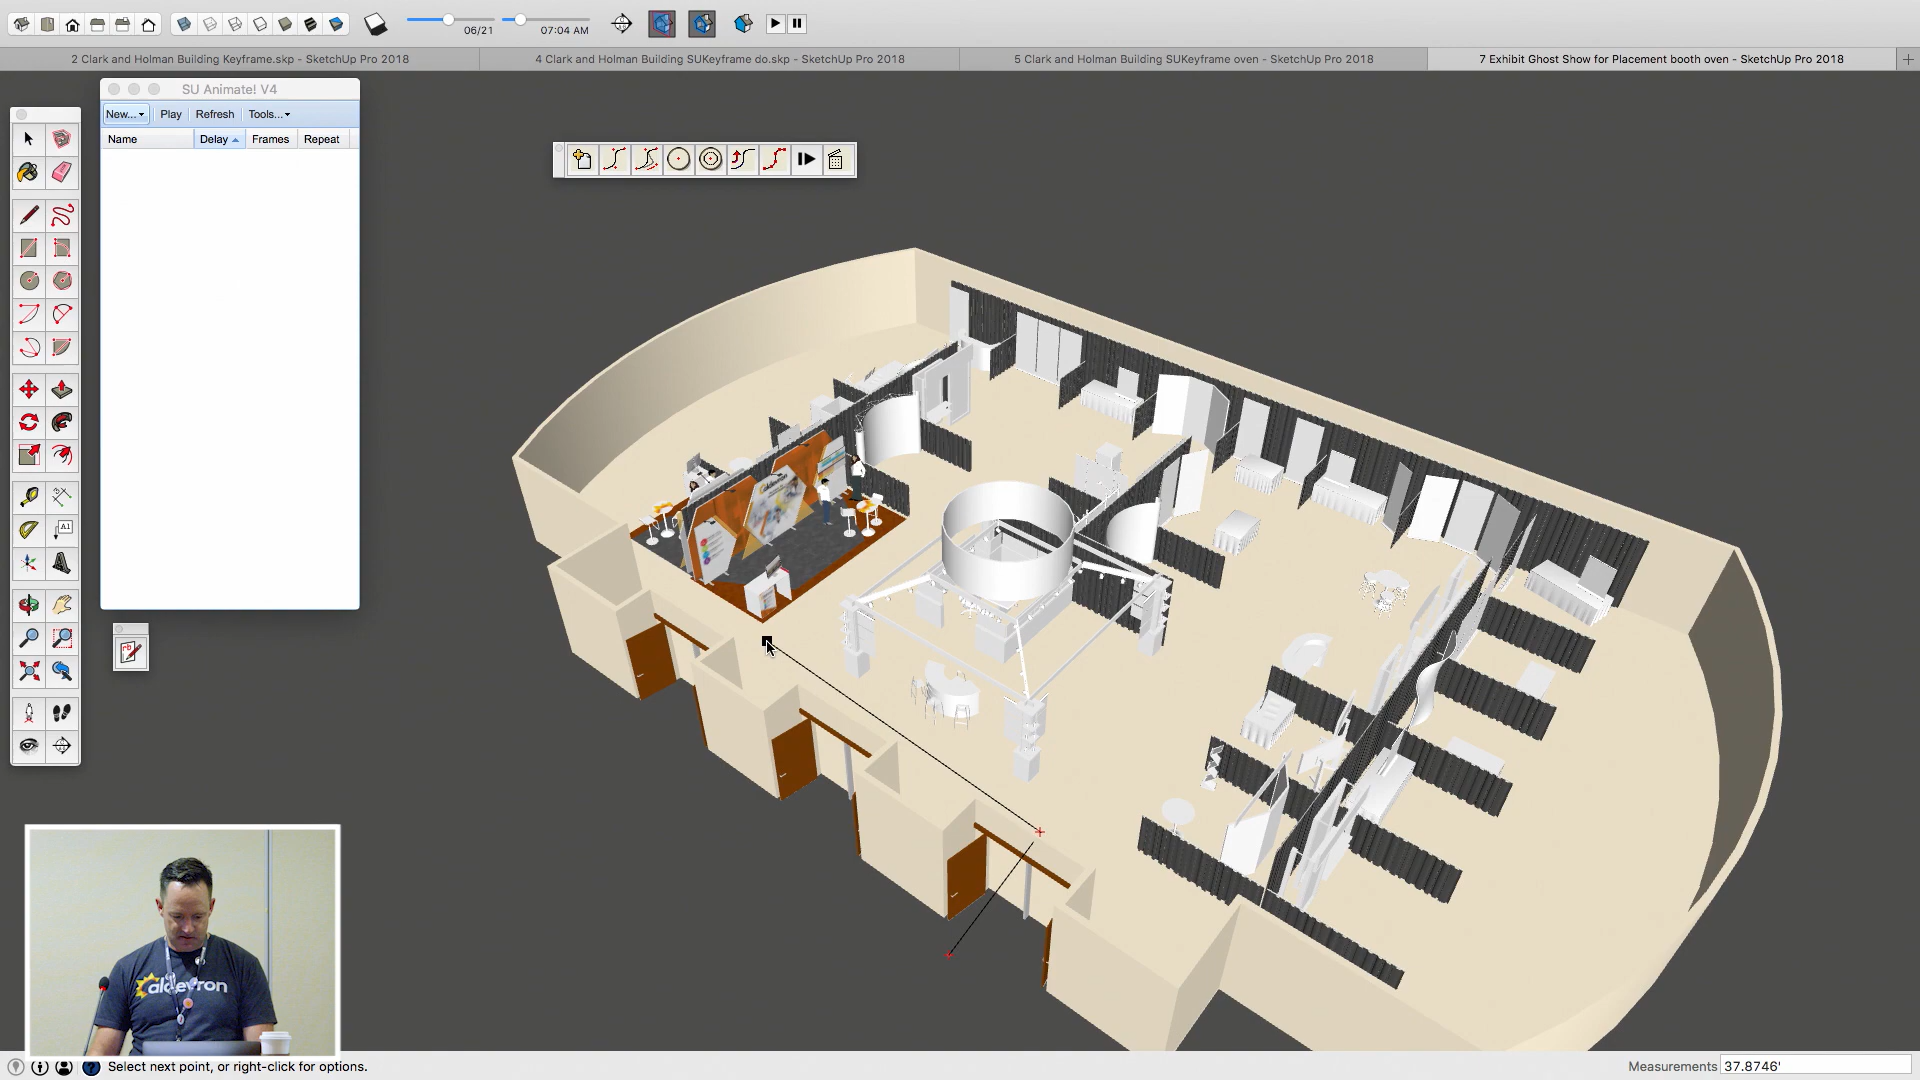 06/21
07:04 AM
2 Clark and Holman Building Keyframe.skp - SketchUp Pro 2018
4 Clark and Holman Building SUKeyframe do.skp - SketchUp Pro 2018
5 Clark and Holman Building SUKeyframe oven - SketchUp Pro 2018
7 Exhibit Ghost Show for Placement booth oven - SketchUp Pro 2018
SU Animate! V4
New...
Play
Refresh
Tools...
Name
Delay
Frames
Repeat
A1
Select next point, or right-click for options.
Measurements
37.8746'